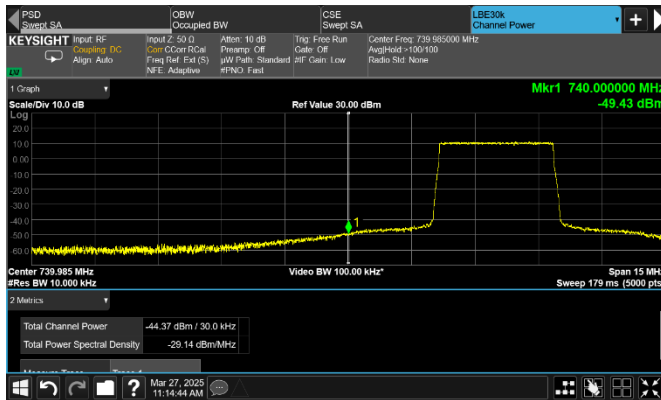 PSD
Swept SA
OBW
Occupied BW
CSE
Swept SA
LBE30k
Channel Power
KEYSIGHT
Input: RF
Coupling: DC
Align: Auto
Input Z: 50 Ω
Corr CCorr RCal
Freq Ref: Ext (S)
NFE: Adaptive
Atten: 10 dB
Preamp: Off
µW Path: Standard
#PNO: Fast
Trig: Free Run
Gate: Off
#IF Gain: Low
Center Freq: 739.985000 MHz
Avg|Hold:>100/100
Radio Std: None
LXI
1 Graph
Mkr1 740.000000 MHz
Scale/Div 10.0 dB
Ref Value 30.00 dBm
-49.43 dBm
Log
20.0
10.0
0.00
-10.0
-20.0
-30.0
-40.0
-50.0
-60.0
1
Center 739.985 MHz
Video BW 100.00 kHz*
Span 15 MHz
#Res BW 10.000 kHz
Sweep 179 ms (5000 pts)
2 Metrics
Total Channel Power
-44.37 dBm / 30.0 kHz
Total Power Spectral Density
-29.14 dBm/MHz
Mar 27, 2025
11:14:44 AM